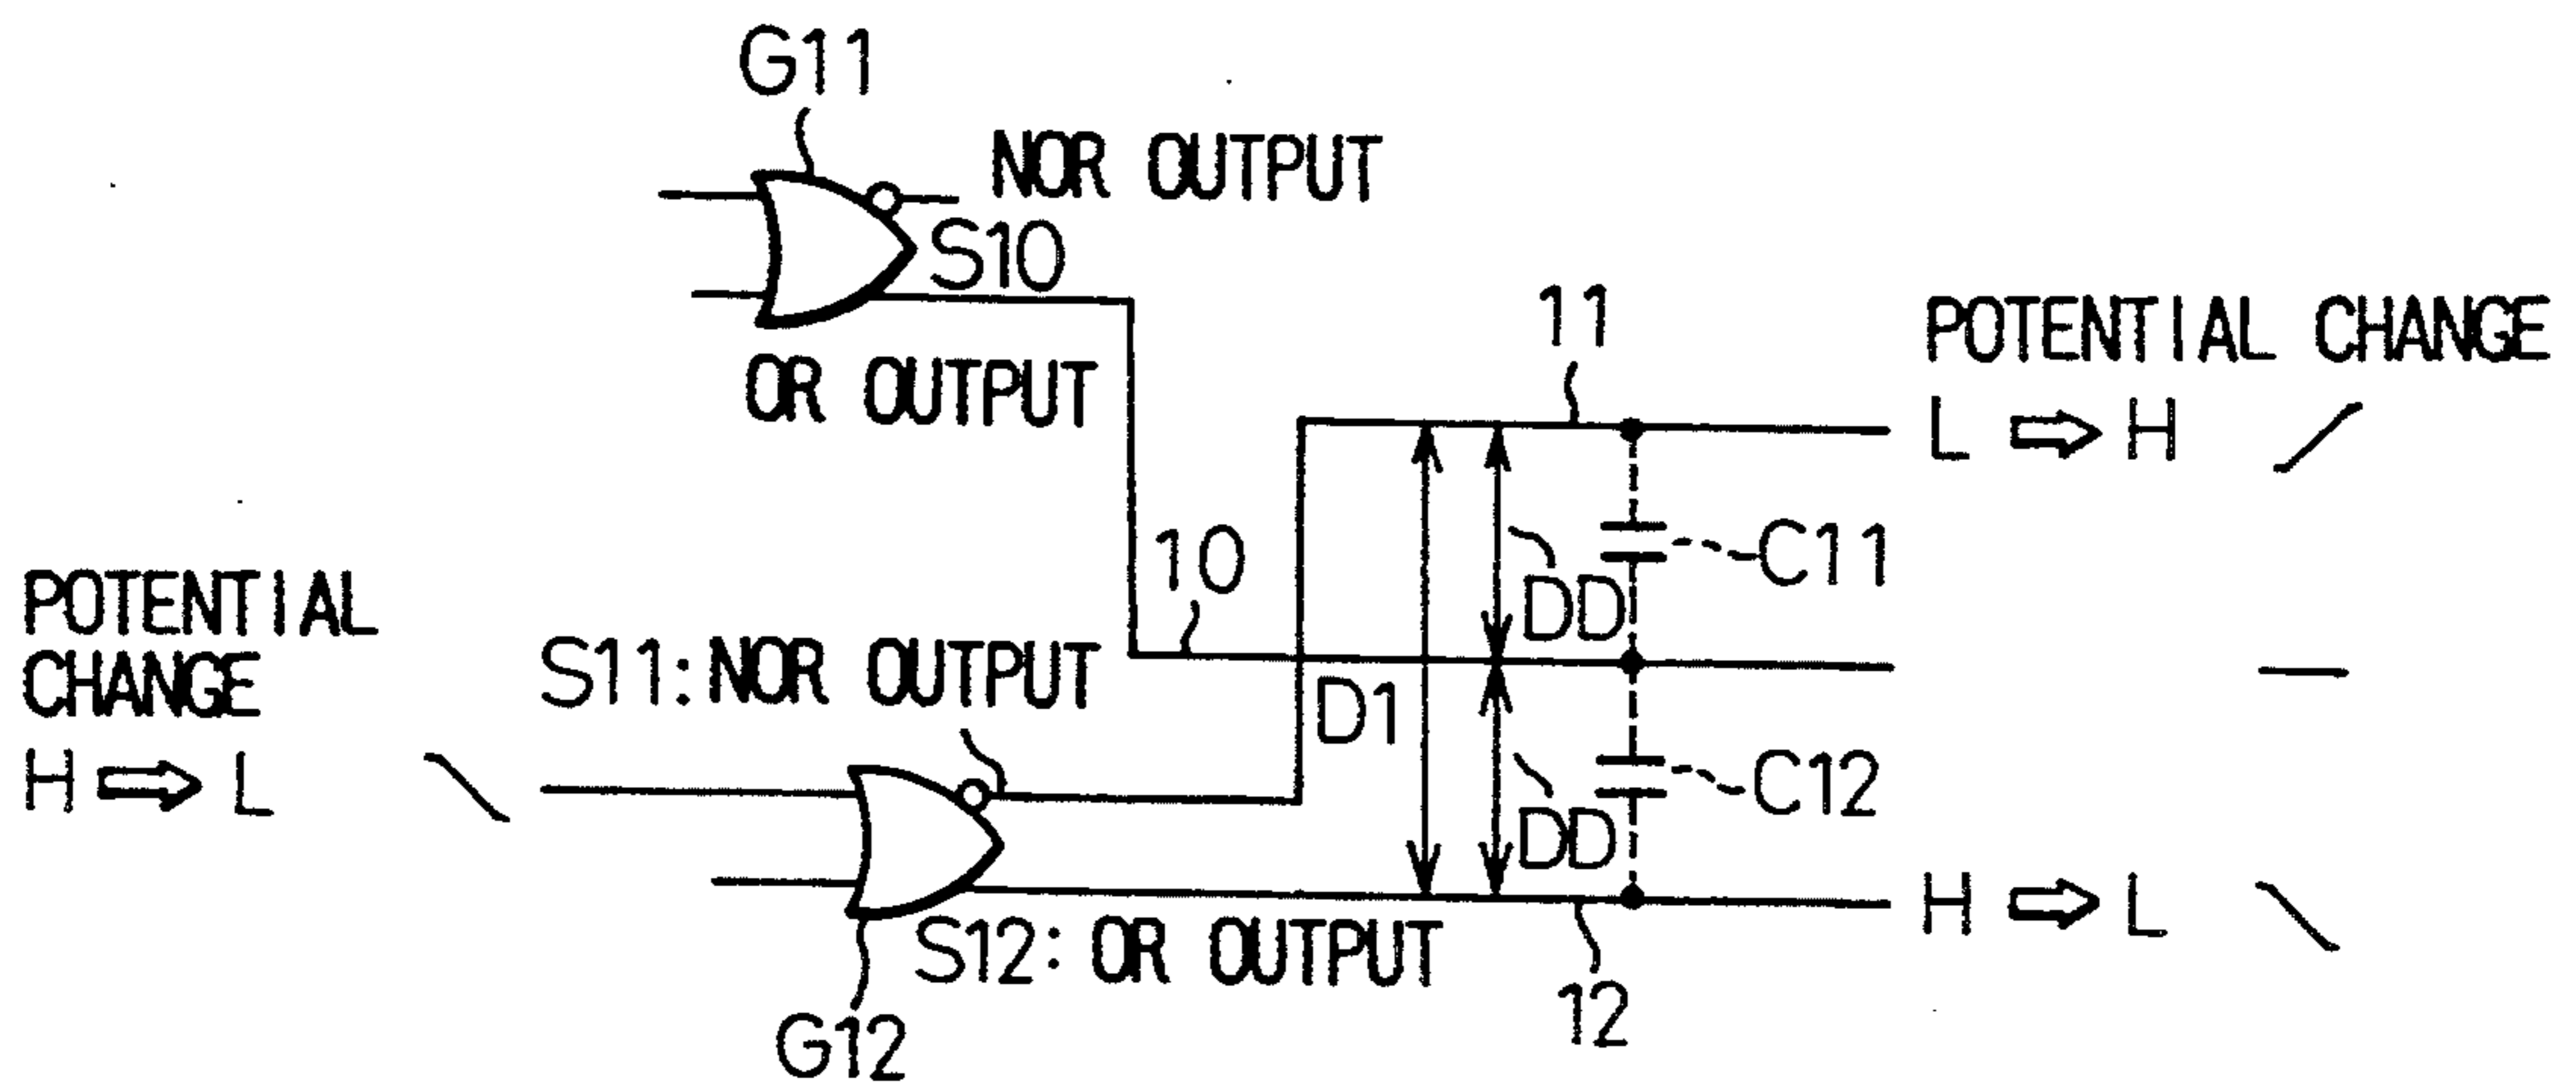 G11
NOR OUTPUT
S10
OR OUTPUT
11
POTENTIAL CHANGE
L ⇨ H
10
C11
DD
POTENTIAL
CHANGE
H ⇨ L
S11: NOR OUTPUT
D1
C12
DD
S12: OR OUTPUT
H ⇨ L
12
G12